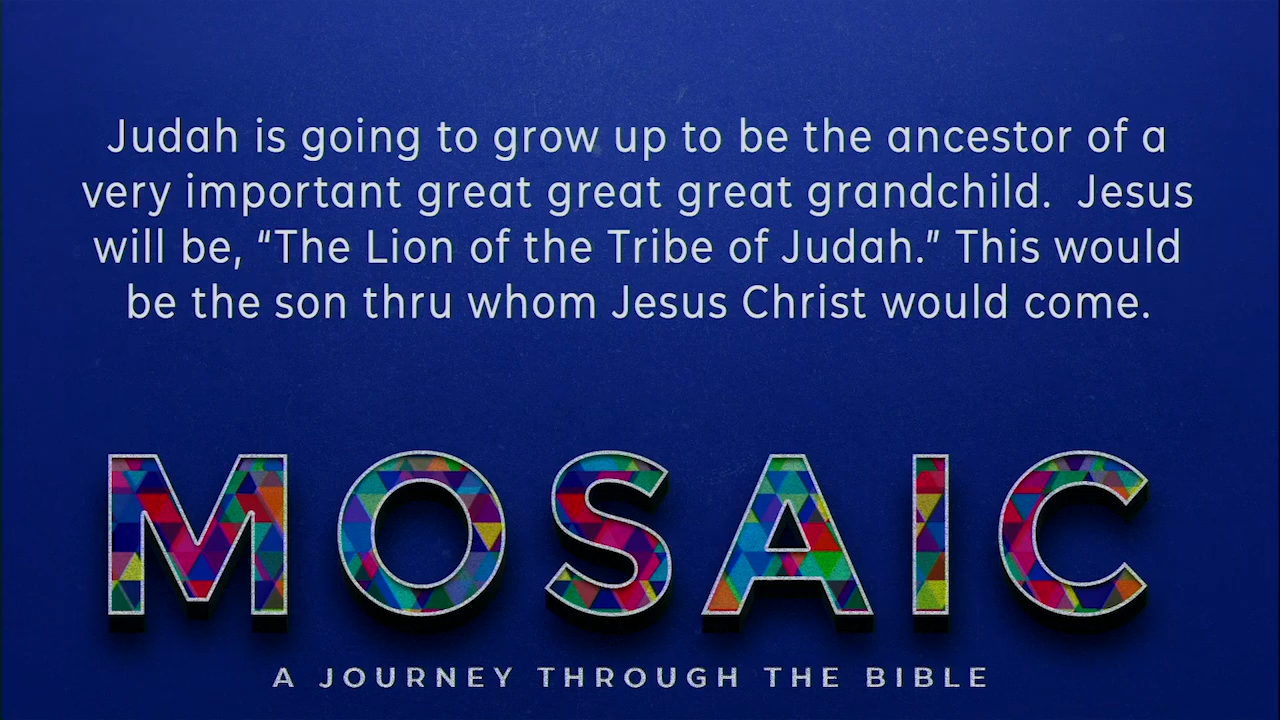 Judah is going to grow up to be the ancestor of a
very important great great great grandchild.  Jesus
will be, “The Lion of the Tribe of Judah.” This would
be the son thru whom Jesus Christ would come.
MOSAIC
A JOURNEY THROUGH THE BIBLE